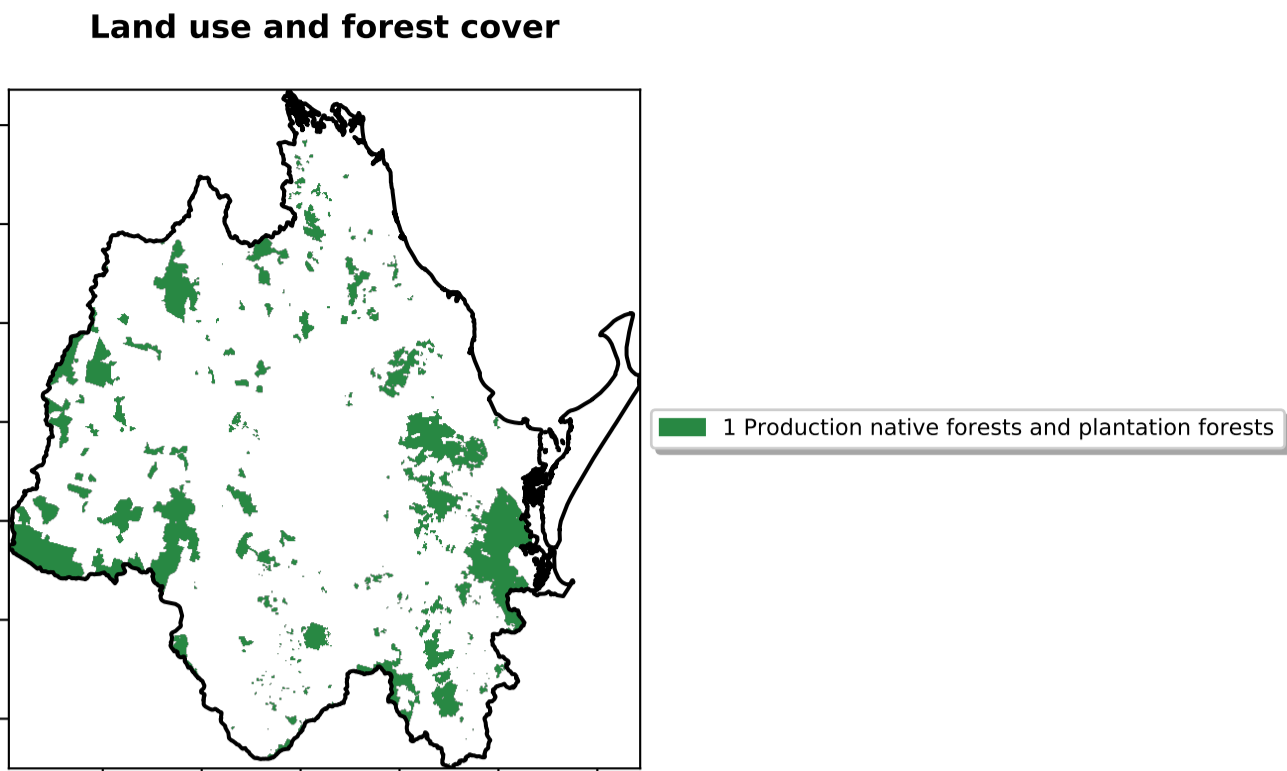 Land use and forest cover
1 Production native forests and plantation forests